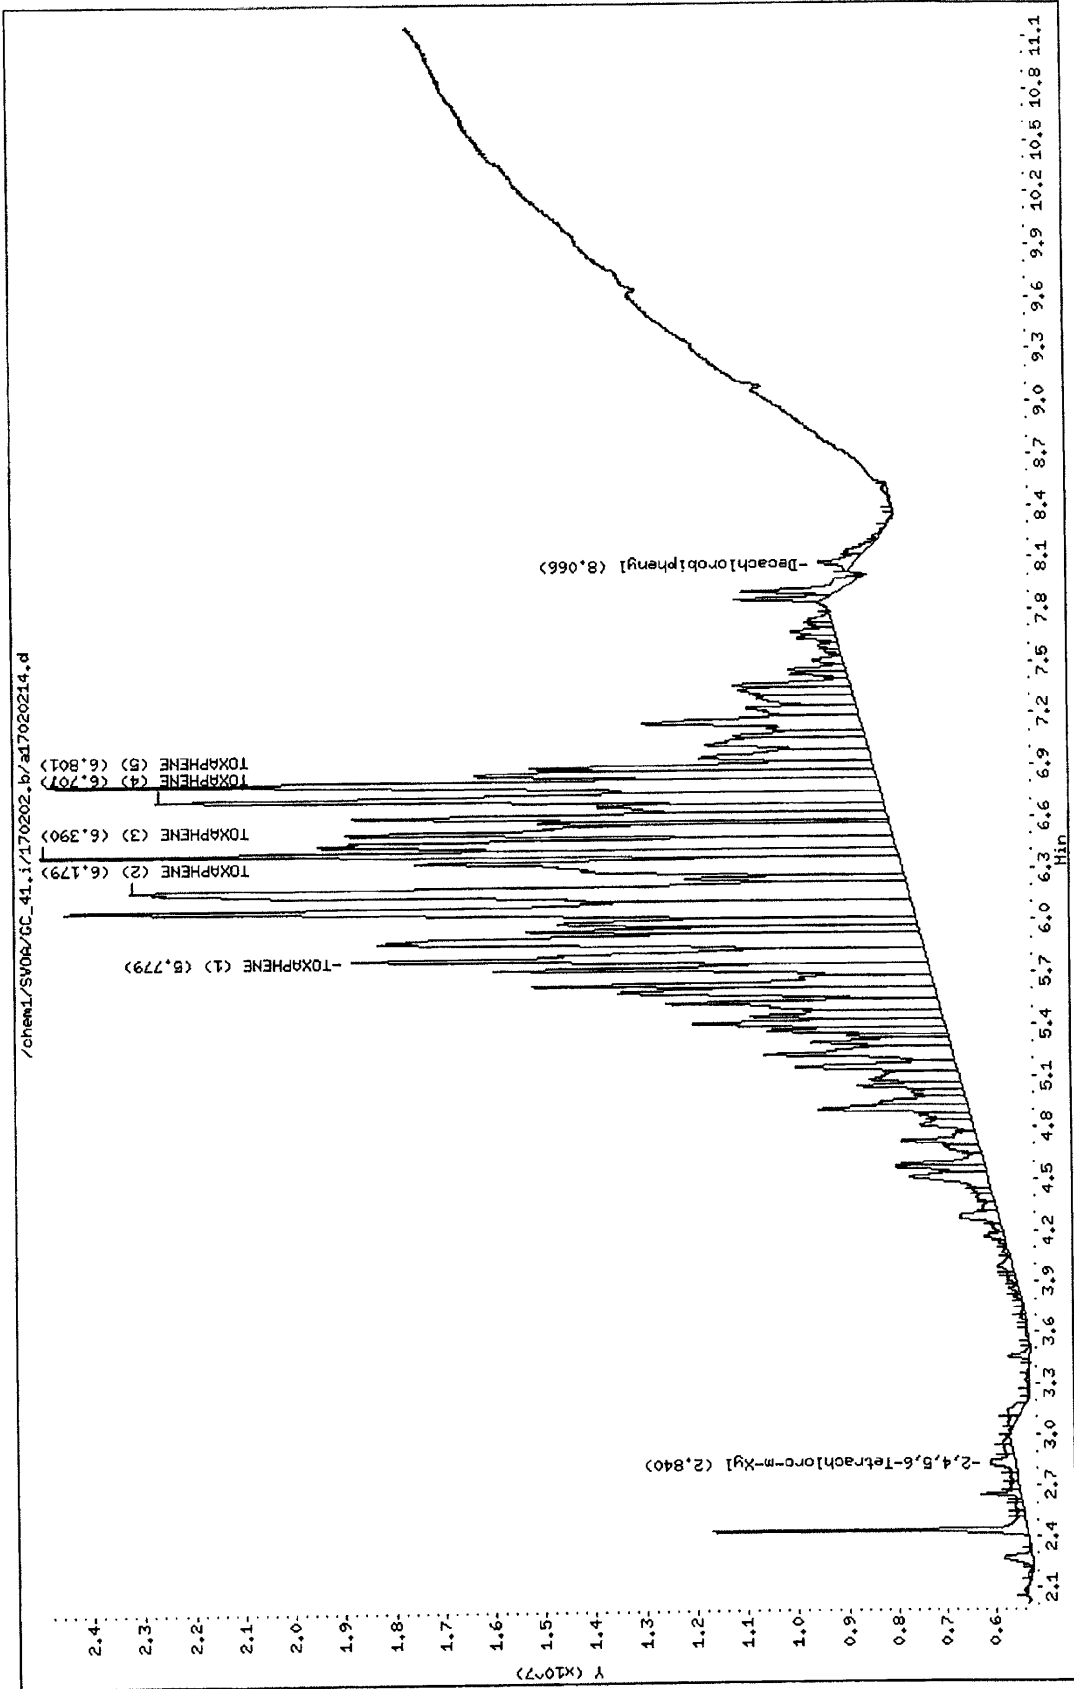 /chem1/SVOA/GC_41.i/170202.b/a17020214.d
Y (x10^7)
2.4
2.3
2.2
2.1
2.0
1.9
1.8
1.7
1.6
1.5
1.4
1.3
1.2
1.1
1.0
0.9
0.8
0.7
0.6
-2,4,5,6-Tetrachloro-m-Xyl (2.840)
-TOXAPHENE (1) (5.779)
TOXAPHENE (2) (6.179)
TOXAPHENE (3) (6.390)
TOXAPHENE (4) (6.707)
TOXAPHENE (5) (6.801)
-Decachlorobiphenyl (8.066)
2.1 2.4 2.7 3.0 3.3 3.6 3.9 4.2 4.5 4.8 5.1 5.4 5.7 6.0 6.3 6.6 6.9 7.2 7.5 7.8 8.1 8.4 8.7 9.0 9.3 9.6 9.9 10.2 10.5 10.8 11.1
Min